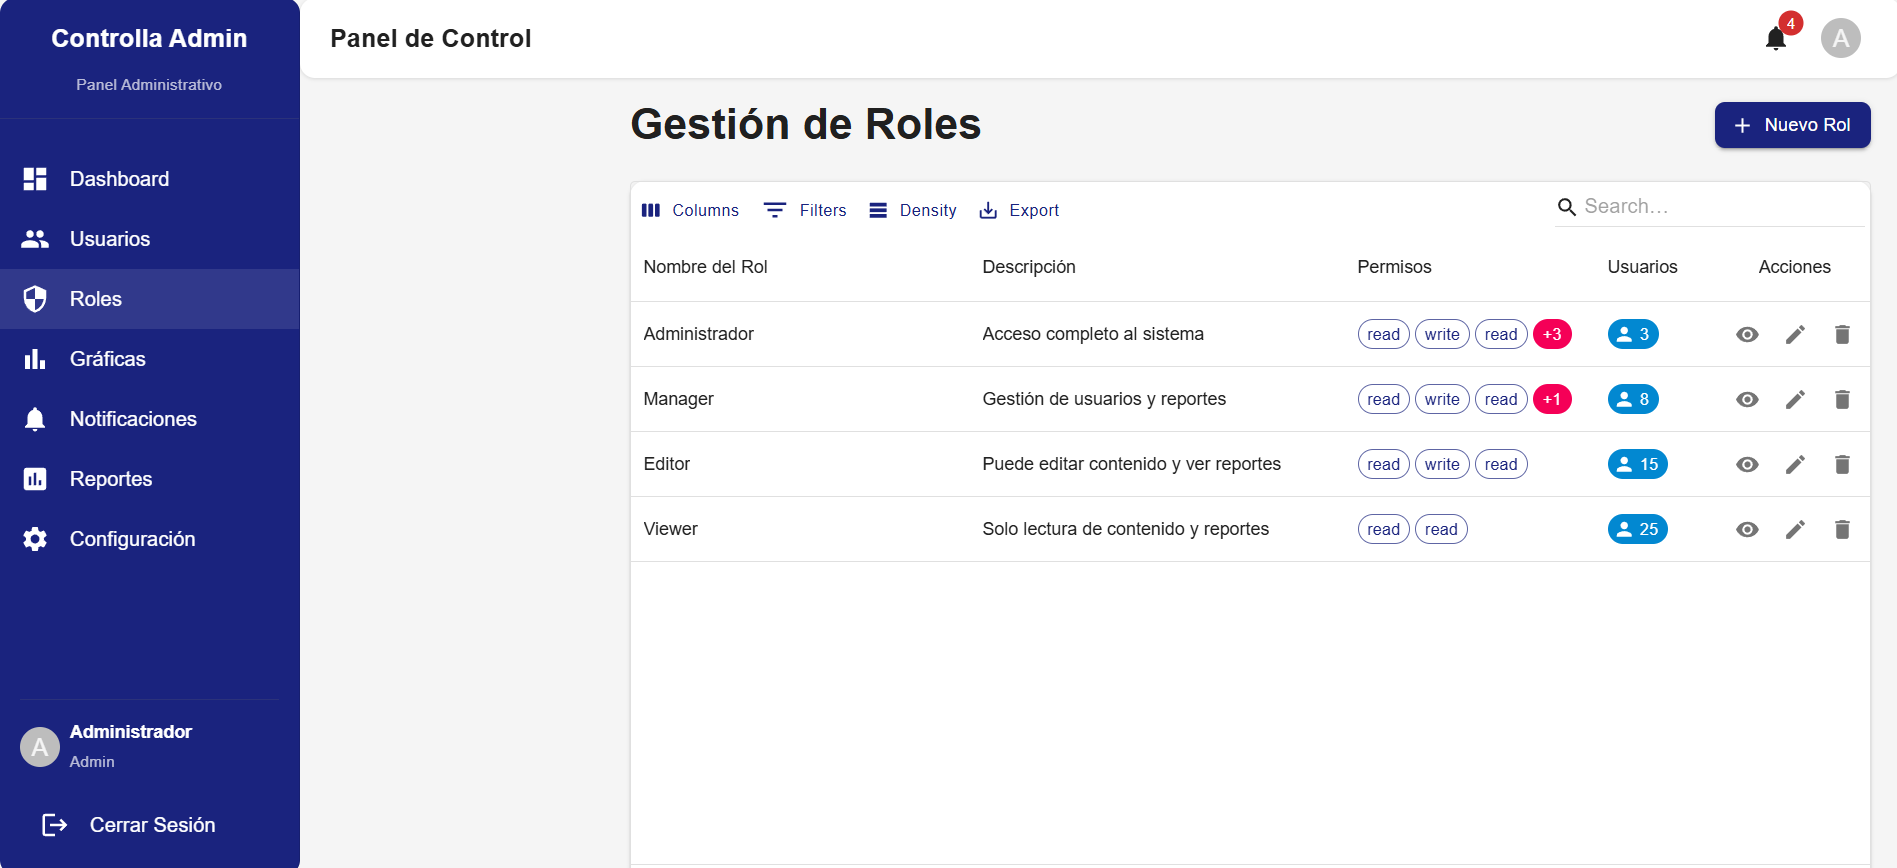 Controlla Admin
Panel Administrativo
Dashboard
Usuarios
Roles
Gráficas
Notificaciones
Reportes
Configuración
A
Administrador
Admin
Cerrar Sesión
Panel de Control
4
A
Gestión de Roles
Nuevo Rol
Columns Filters Density Export Search…
Nombre del Rol Descripción Permisos Usuarios Acciones
Administrador Acceso completo al sistema read write read +3 3
Manager Gestión de usuarios y reportes read write read +1 8
Editor Puede editar contenido y ver reportes read write read 15
Viewer Solo lectura de contenido y reportes read read 25